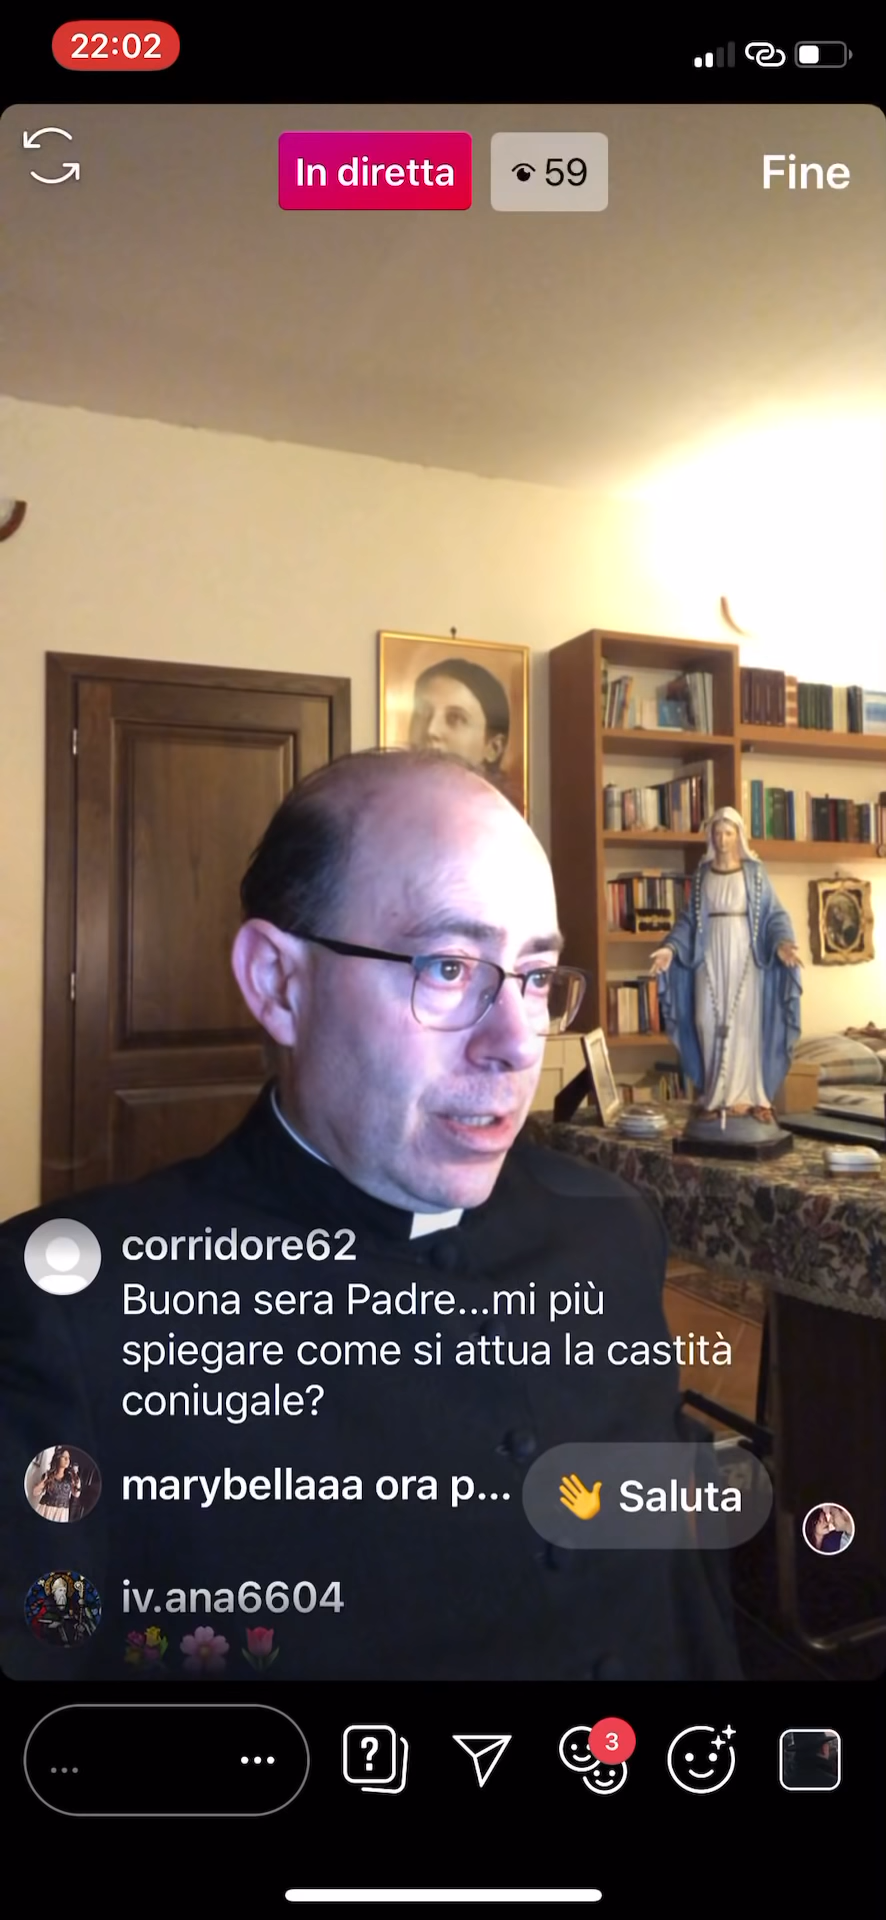 22:02
In diretta
59
Fine
corridore62
Buona sera Padre...mi più
spiegare come si attua la castità
coniugale?
marybellaaa ora p...
👋 Saluta
iv.ana6604
💐🌸🌷
...
3